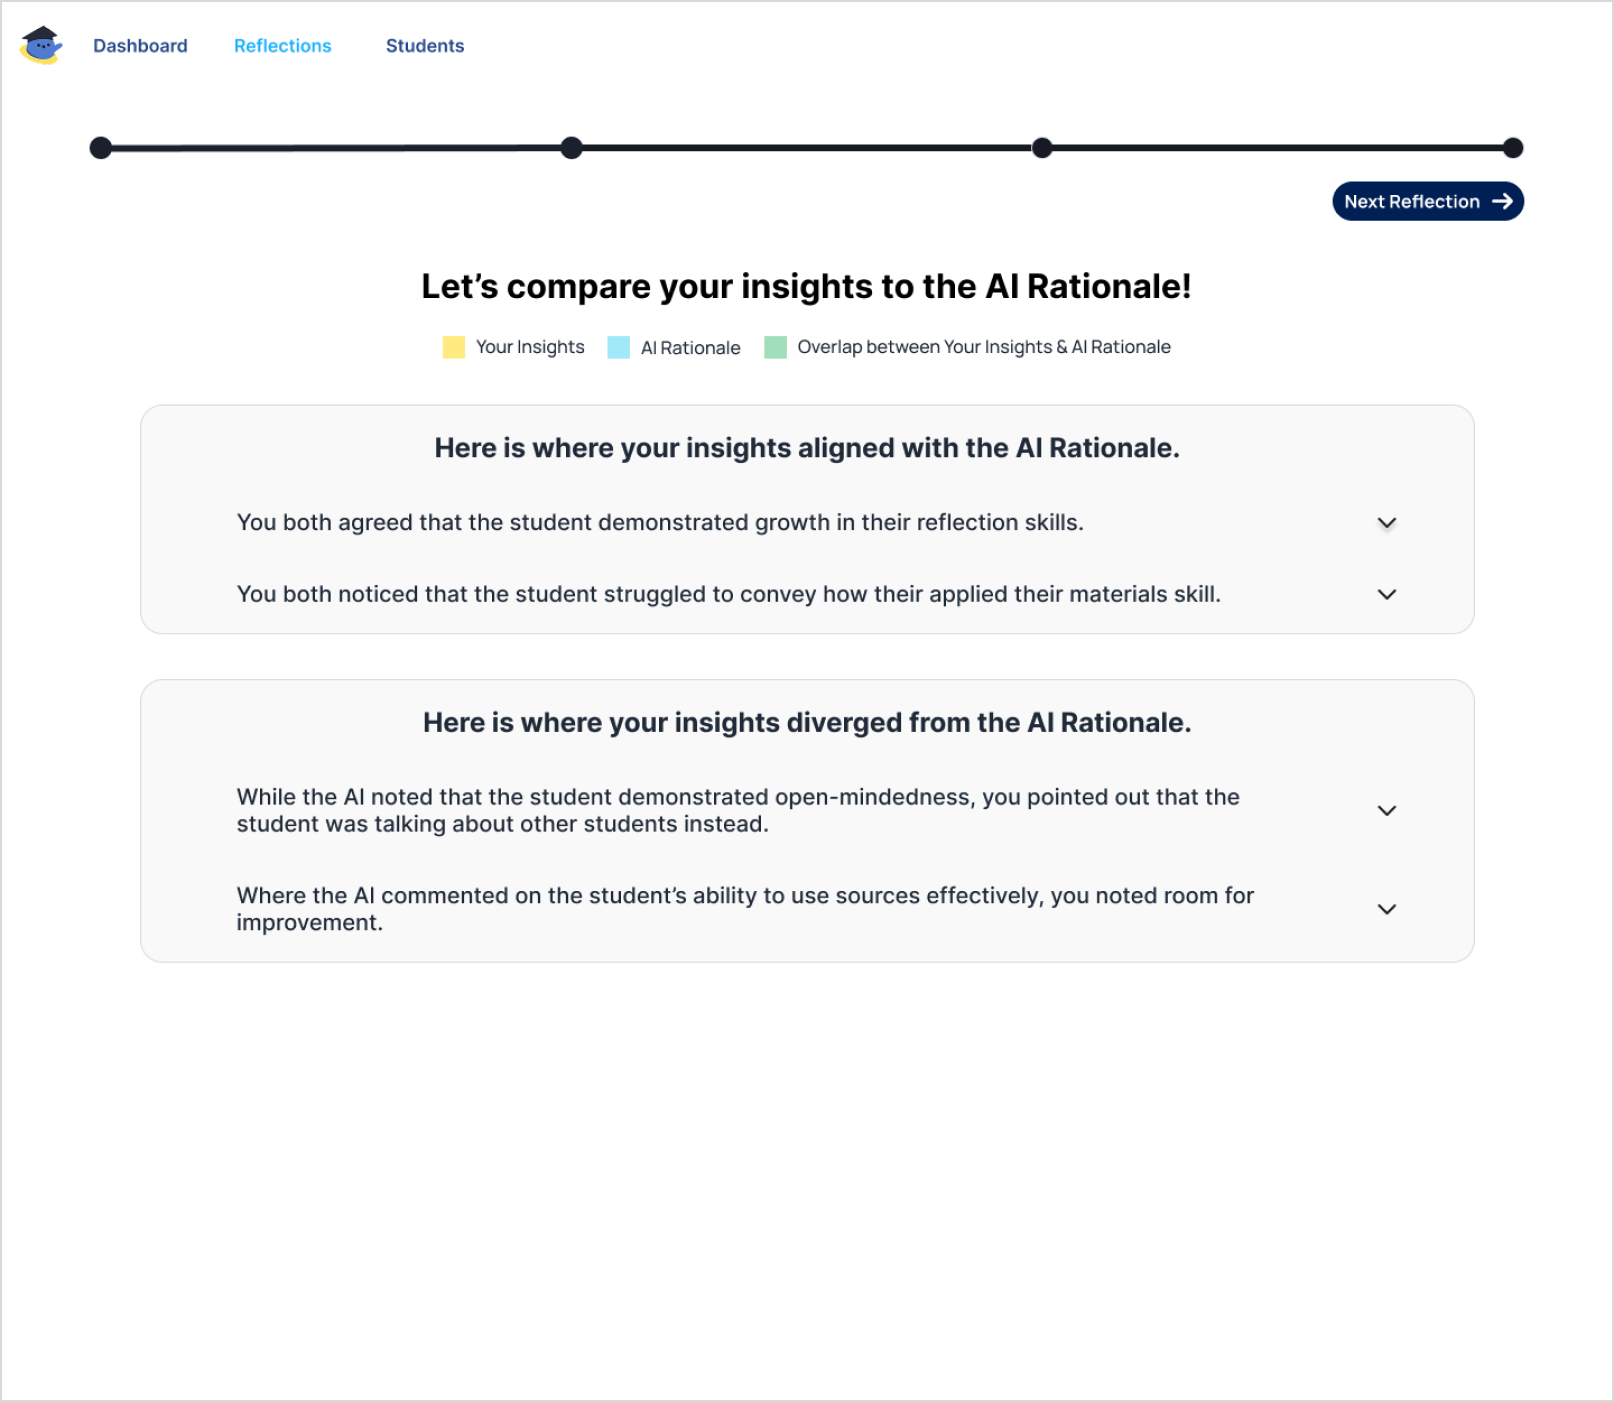 Dashboard
Reflections
Students
Next Reflection
Let’s compare your insights to the AI Rationale!
Your Insights
AI Rationale
Overlap between Your Insights & AI Rationale
Here is where your insights aligned with the AI Rationale.
You both agreed that the student demonstrated growth in their reflection skills.
You both noticed that the student struggled to convey how their applied their materials skill.
Here is where your insights diverged from the AI Rationale.
While the AI noted that the student demonstrated open-mindedness, you pointed out that the
student was talking about other students instead.
Where the AI commented on the student’s ability to use sources effectively, you noted room for
improvement.